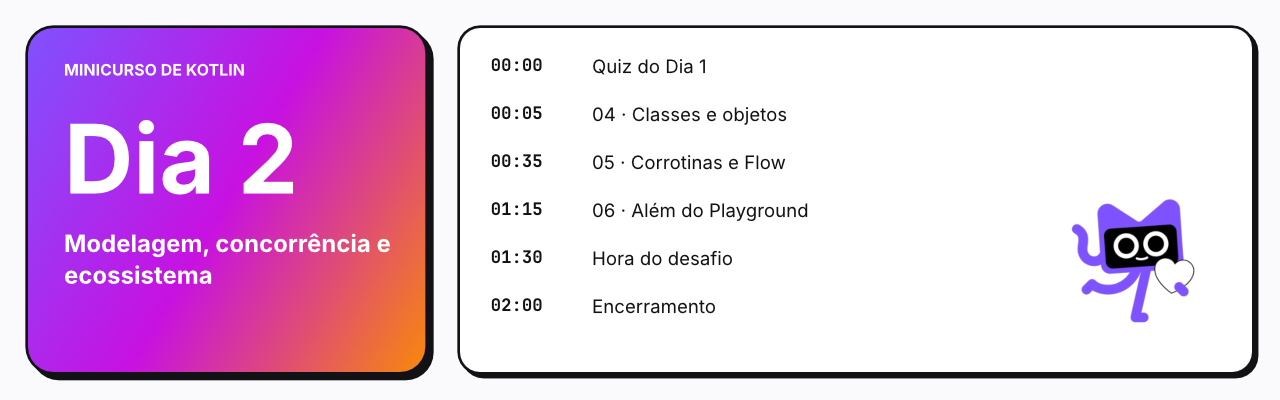 MINICURSO DE KOTLIN
Dia 2
Modelagem, concorrência e
ecossistema
00:00 Quiz do Dia 1
00:05 04 · Classes e objetos
00:35 05 · Corrotinas e Flow
01:15 06 · Além do Playground
01:30 Hora do desafio
02:00 Encerramento